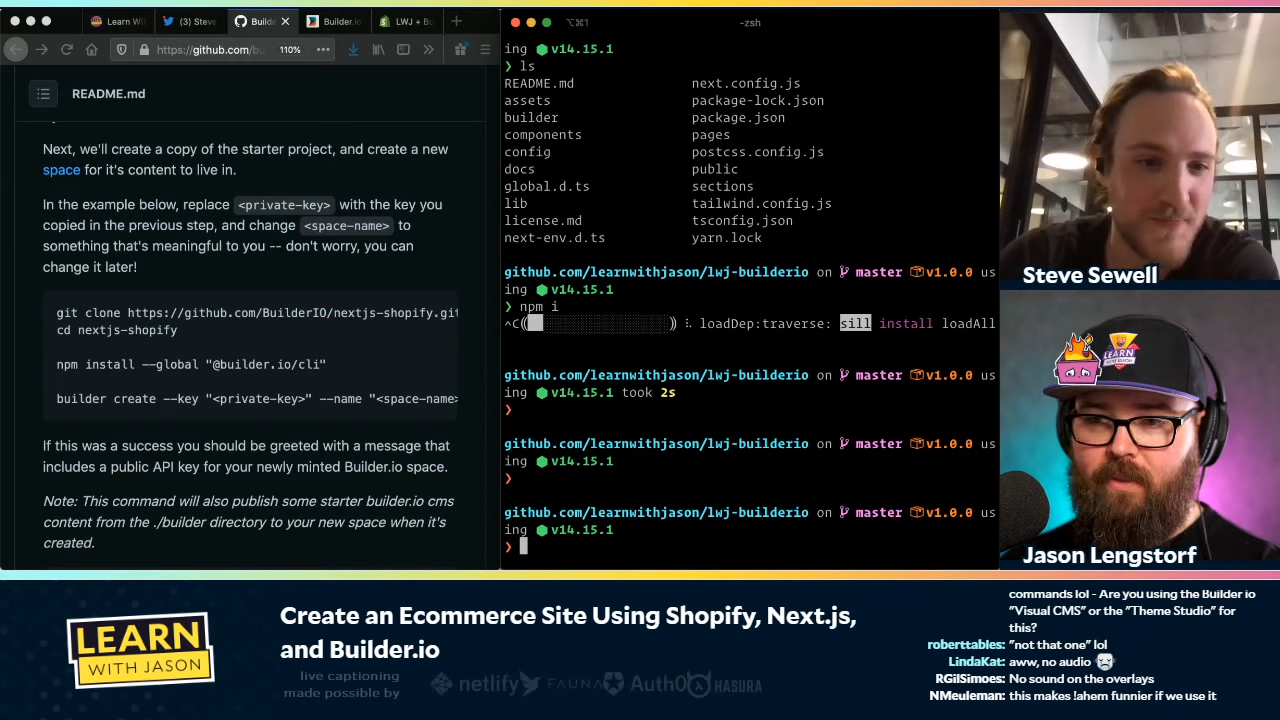 Learn Wi
(3) Steve
Builde
Builder.io
LWJ + Bu
https://github.com/bu
110%
README.md
Next, we'll create a copy of the starter project, and create a new
space for it's content to live in.
In the example below, replace <private-key> with the key you
copied in the previous step, and change <space-name> to
something that's meaningful to you -- don't worry, you can
change it later!
git clone https://github.com/BuilderIO/nextjs-shopify.git
cd nextjs-shopify
npm install --global "@builder.io/cli"
builder create --key "<private-key>" --name "<space-name>
If this was a success you should be greeted with a message that
includes a public API key for your newly minted Builder.io space.
Note: This command will also publish some starter builder.io cms
content from the ./builder directory to your new space when it's
created.
⌥⌘1
-zsh
ing v14.15.1
❯ ls
README.md next.config.js
assets package-lock.json
builder package.json
components pages
config postcss.config.js
docs public
global.d.ts sections
lib tailwind.config.js
license.md tsconfig.json
next-env.d.ts yarn.lock
github.com/learnwithjason/lwj-builderio on master v1.0.0 us
ing v14.15.1
❯ npm i
^C loadDep:traverse: sill install loadAll
github.com/learnwithjason/lwj-builderio on master v1.0.0 us
ing v14.15.1 took 2s
❯
github.com/learnwithjason/lwj-builderio on master v1.0.0 us
ing v14.15.1
❯
github.com/learnwithjason/lwj-builderio on master v1.0.0 us
ing v14.15.1
❯
Steve Sewell
LEARN
Jason Lengstorf
LEARN
WITH JASON
Create an Ecommerce Site Using Shopify, Next.js,
and Builder.io
live captioning
made possible by
netlify
FAUNA
Auth0
HASURA
commands lol - Are you using the Builder io
"Visual CMS" or the "Theme Studio" for
this?
roberttables: "not that one" lol
LindaKat: aww, no audio
RGilSimoes: No sound on the overlays
NMeuleman: this makes !ahem funnier if we use it